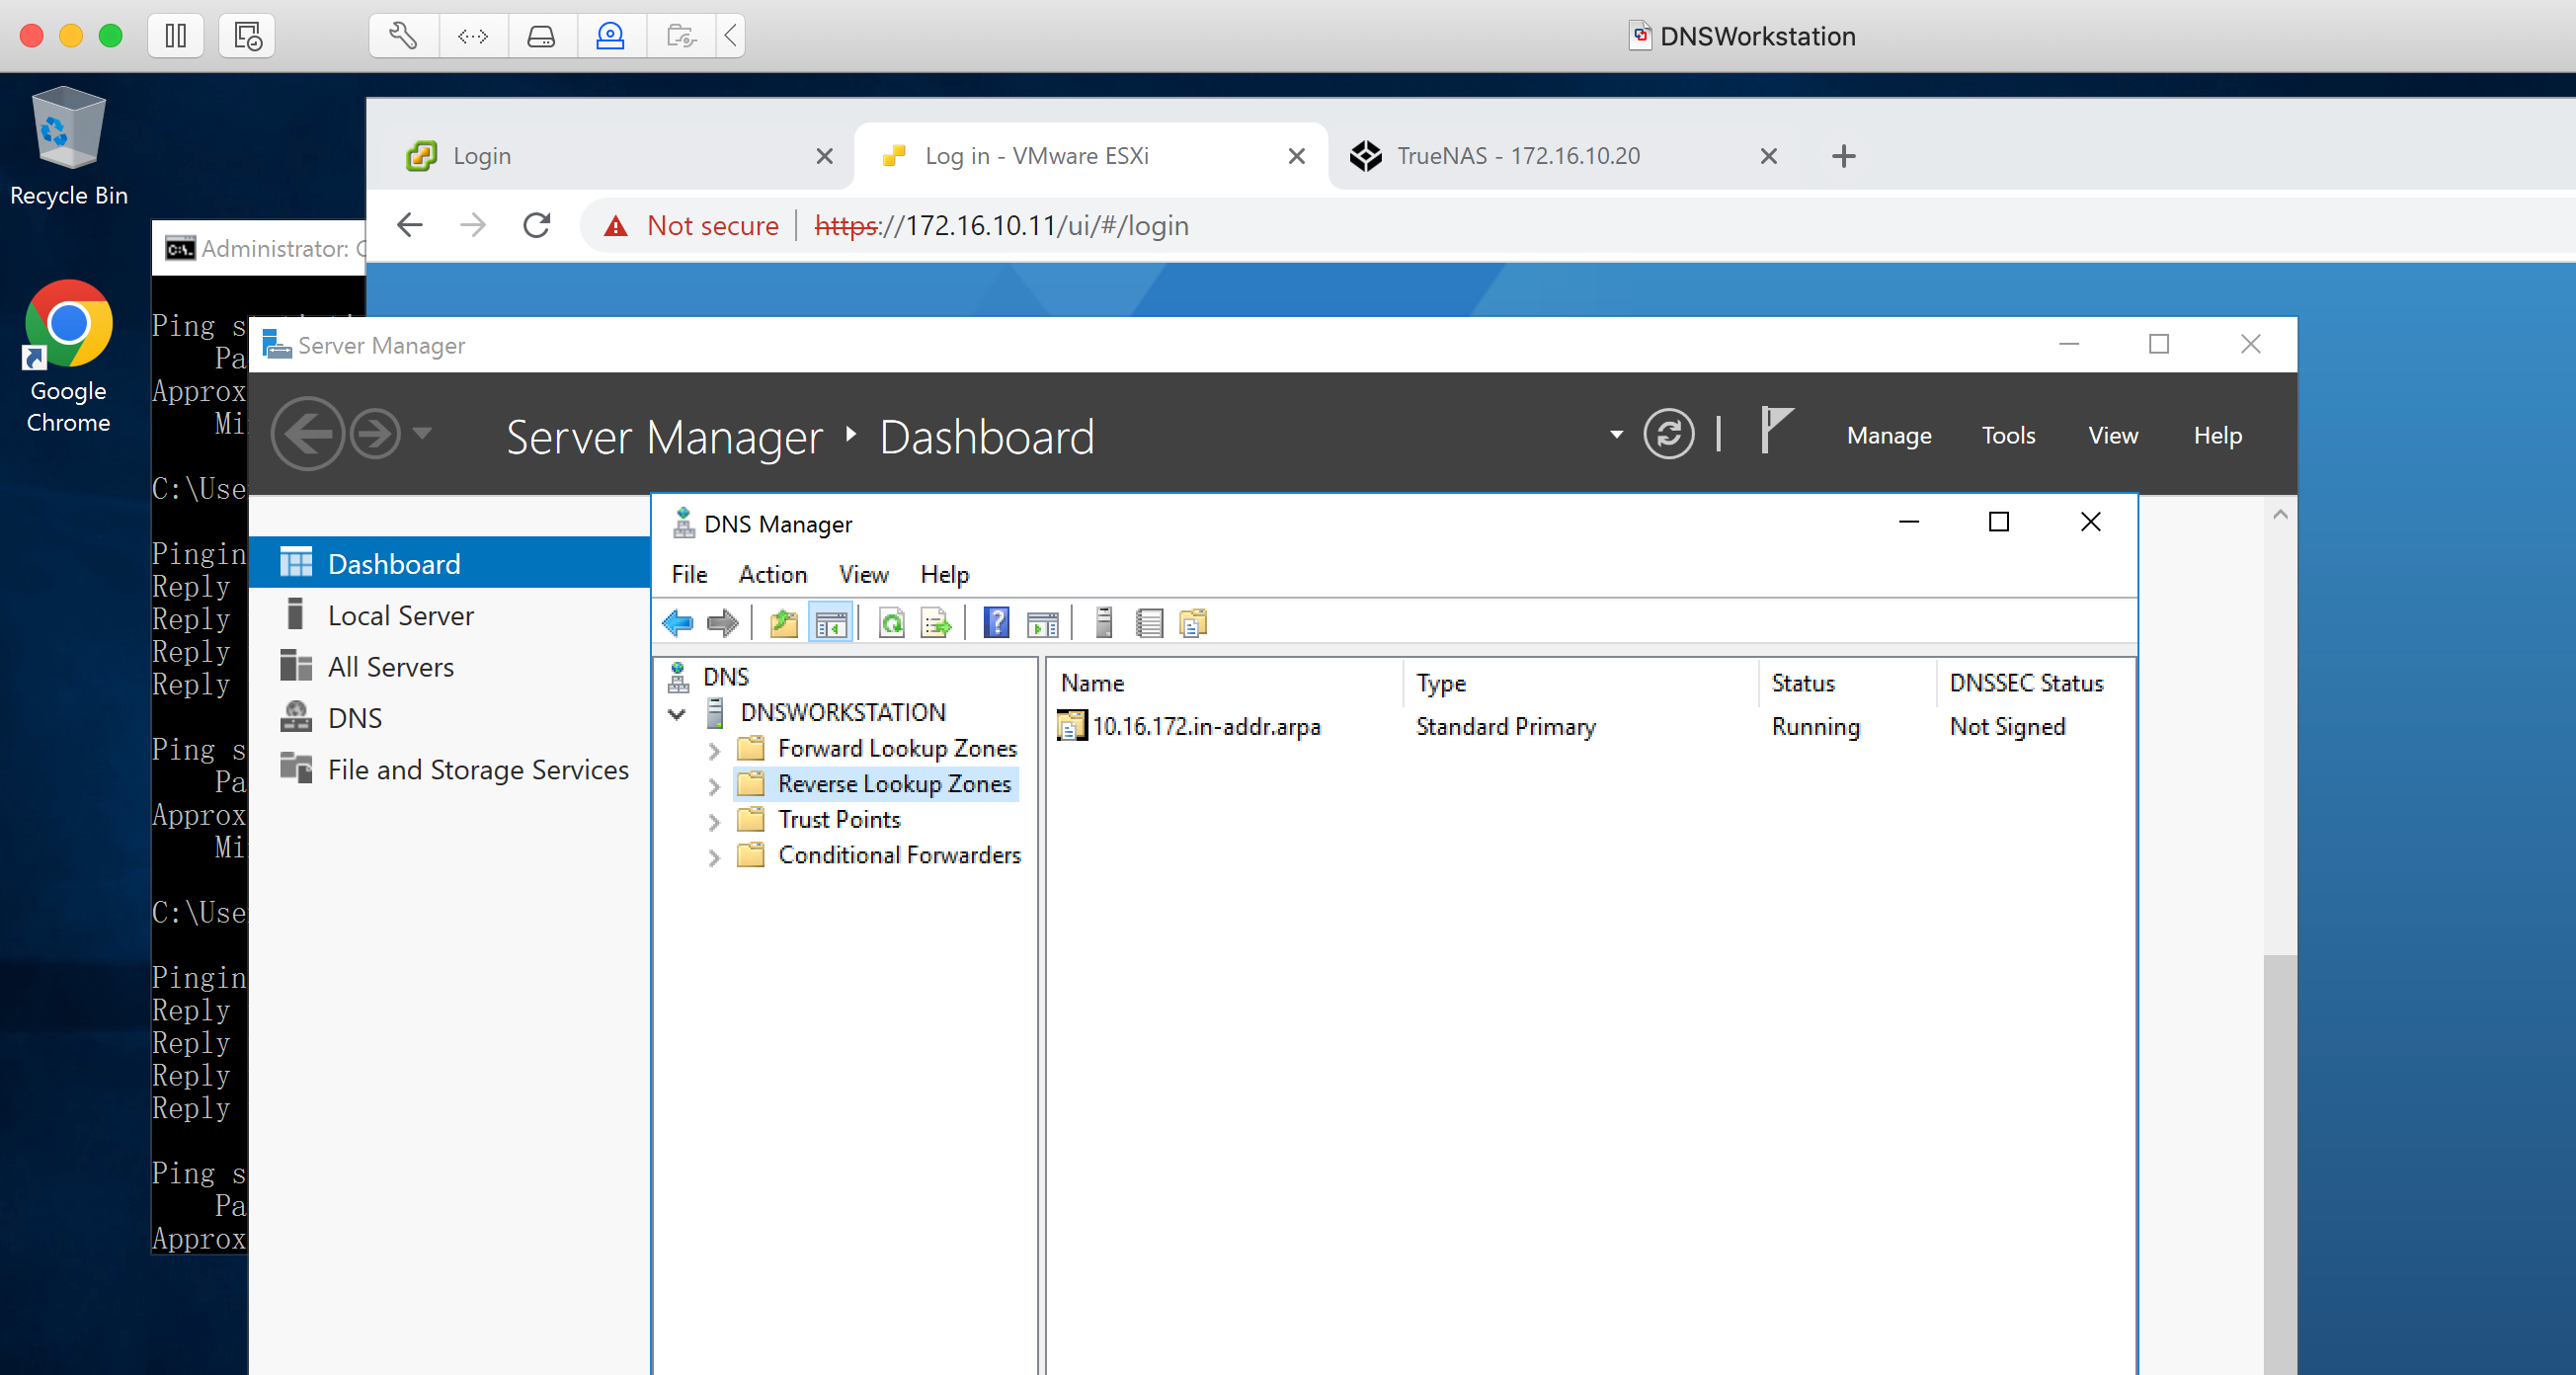 DNSWorkstation
Recycle Bin
Google
Chrome
Login
Log in - VMware ESXi
TrueNAS - 172.16.10.20
Not secure
https://172.16.10.11/ui/#/login
Administrator:
Ping s
Pa
Approx
Mi
C:\Use
Pingin
Reply
Reply
Reply
Reply
Ping s
Pa
Approx
Mi
C:\Use
Pingin
Reply
Reply
Reply
Reply
Ping s
Pa
Approx
Server Manager
Server Manager
Dashboard
Manage
Tools
View
Help
Dashboard
Local Server
All Servers
DNS
File and Storage Services
DNS Manager
File
Action
View
Help
DNS
DNSWORKSTATION
Forward Lookup Zones
Reverse Lookup Zones
Trust Points
Conditional Forwarders
Name
Type
Status
DNSSEC Status
10.16.172.in-addr.arpa
Standard Primary
Running
Not Signed